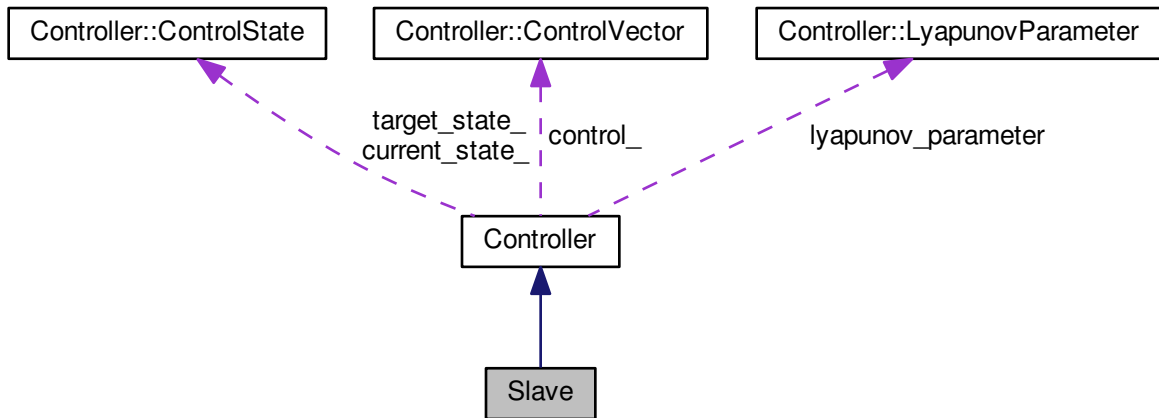 Controller::ControlState
Controller::ControlVector
Controller::LyapunovParameter
target_state_
current_state_
control_
lyapunov_parameter
Controller
Slave